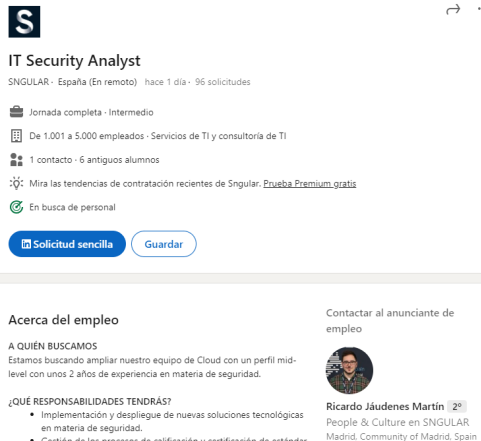 S
IT Security Analyst
SNGULAR · España (En remoto) hace 1 día · 96 solicitudes
Jornada completa · Intermedio
De 1.001 a 5.000 empleados · Servicios de TI y consultoría de TI
1 contacto · 6 antiguos alumnos
Mira las tendencias de contratación recientes de Sngular. Prueba Premium gratis
En busca de personal
in Solicitud sencilla
Guardar
Acerca del empleo
A QUIÉN BUSCAMOS
Estamos buscando ampliar nuestro equipo de Cloud con un perfil mid-
level con unos 2 años de experiencia en materia de seguridad.
¿QUÉ RESPONSABILIDADES TENDRÁS?
• Implementación y despliegue de nuevas soluciones tecnológicas
en materia de seguridad.
• Gestión de los procesos de calificación y certificación de estándar
Contactar al anunciante de
empleo
Ricardo Jáudenes Martín 2º
People & Culture en SNGULAR
Madrid, Community of Madrid, Spain